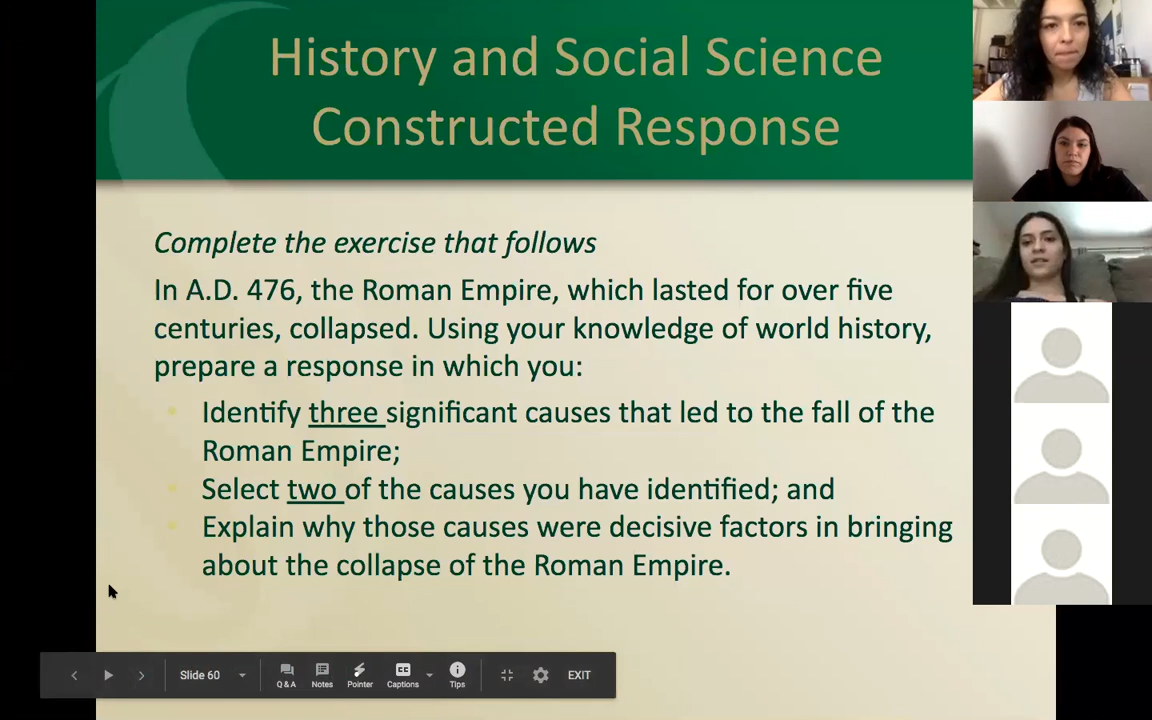 History and Social Science
Constructed Response
Complete the exercise that follows
In A.D. 476, the Roman Empire, which lasted for over five
centuries, collapsed. Using your knowledge of world history,
prepare a response in which you:
Identify three significant causes that led to the fall of the
Roman Empire;
Select two of the causes you have identified; and
Explain why those causes were decisive factors in bringing
about the collapse of the Roman Empire.
Slide 60
Q & A
Notes
Pointer
CC
Captions
Tips
EXIT